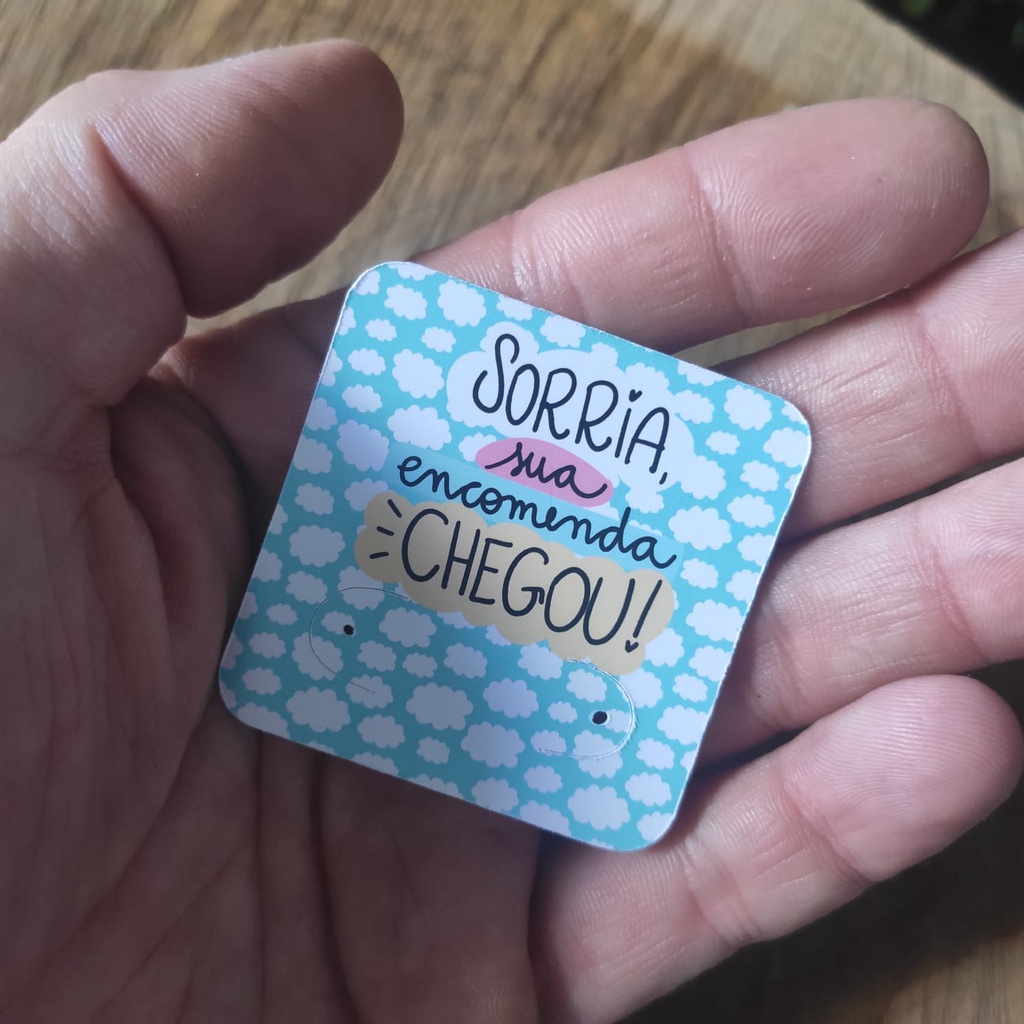 SORRiA,
sua
encomenda
CHEGOU!